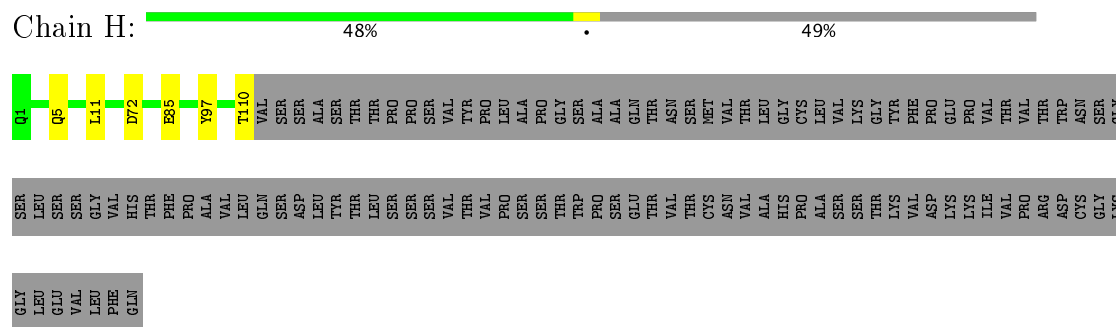 Chain H:
48% • 49%
Q1 Q5 L11 D72 E85 Y97 T110 VAL SER SER ALA SER THR THR PRO PRO SER VAL TYR PRO LEU ALA PRO GLY SER ALA ALA GLN THR ASN SER MET VAL THR LEU GLY CYS LEU VAL LYS GLY TYR PHE PRO GLU PRO VAL THR VAL THR TRP ASN SER GLY
SER LEU SER SER GLY VAL HIS THR PHE PRO ALA VAL LEU GLN SER ASP LEU TYR THR LEU SER SER SER VAL THR VAL PRO SER SER THR TRP PRO SER GLU THR VAL THR CYS ASN VAL ALA HIS PRO ALA SER SER THR LYS VAL ASP LYS LYS ILE VAL PRO ARG ASP CYS GLY LYS
GLY LEU GLU VAL LEU PHE GLN